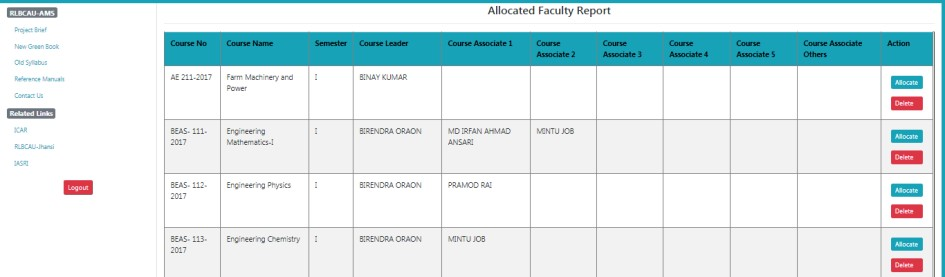 RLBCAU-AMS
Project Brief
New Green Book
Old Syllabus
Reference Manuals
Contact Us
Related Links
ICAR
RLBCAU-Jhansi
IASRI
Logout
Allocated Faculty Report
Course No Course Name Semester Course Leader Course Associate 1 Course Associate 2 Course Associate 3 Course Associate 4 Course Associate 5 Course Associate Others Action
AE 211-2017 Farm Machinery and Power I BINAY KUMAR Allocate
Delete
BEAS- 111-2017 Engineering Mathematics-I I BIRENDRA ORAON MD IRFAN AHMAD ANSARI MINTU JOB Allocate
Delete
BEAS- 112-2017 Engineering Physics I BIRENDRA ORAON PRAMOD RAI Allocate
Delete
BEAS- 113-2017 Engineering Chemistry I BIRENDRA ORAON MINTU JOB Allocate
Delete